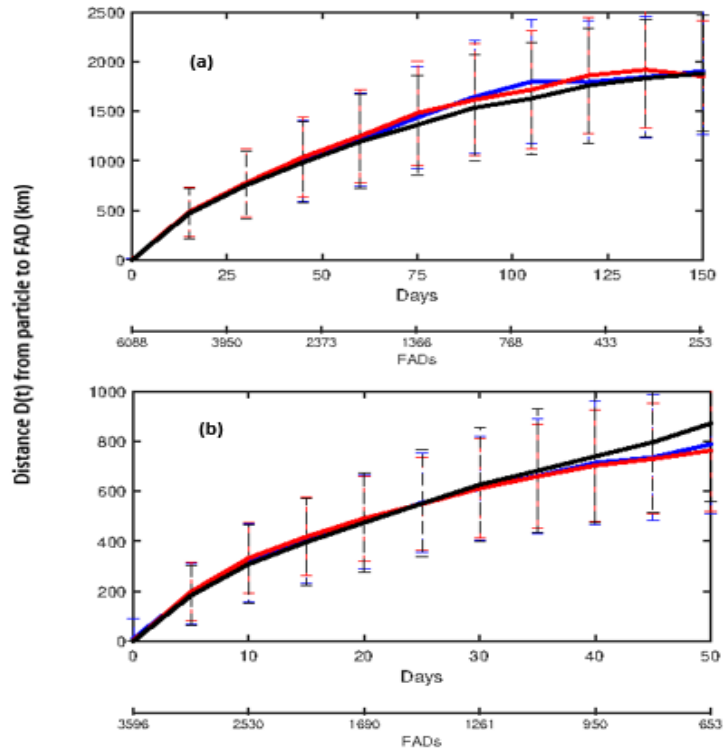 Distance D(t) from particle to FAD (km)
(a)
2500
2000
1500
1000
500
0
0 25 50 75 100 125 150
Days
6088 3950 2373 1366 768 433 253
FADs
(b)
1000
800
600
400
200
0
0 10 20 30 40 50
Days
3596 2530 1690 1261 950 653
FADs